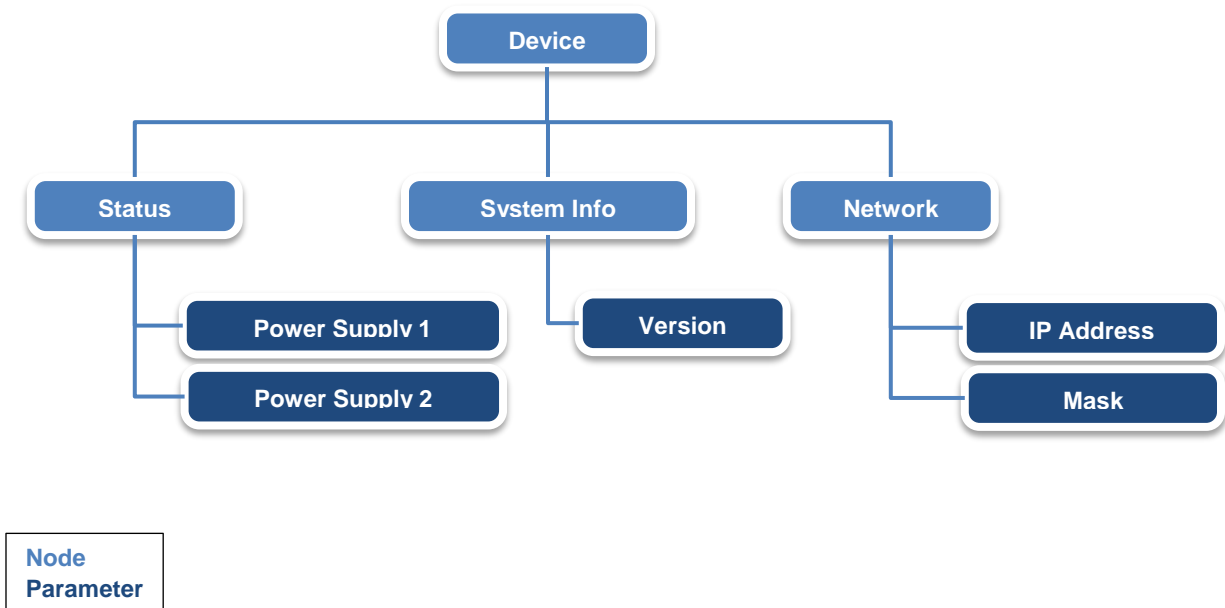 Device
Status
System Info
Network
Power Supply 1
Version
IP Address
Power Supply 2
Mask
Node
Parameter